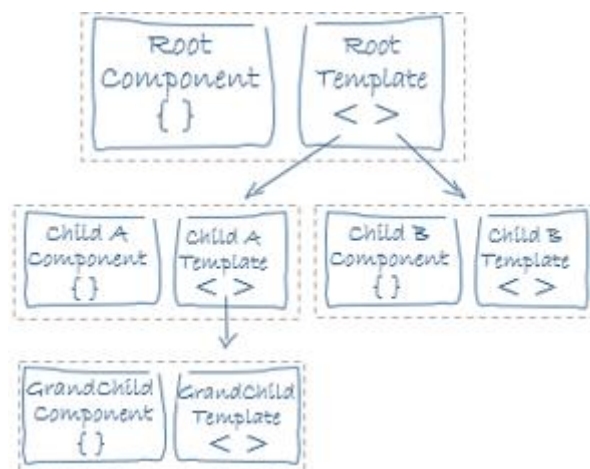 Root
Component
{ }
Root
Template
< >
Child A
Component
{ }
Child A
Template
< >
Child B
Component
{ }
Child B
Template
< >
GrandChild
Component
{ }
GrandChild
Template
< >